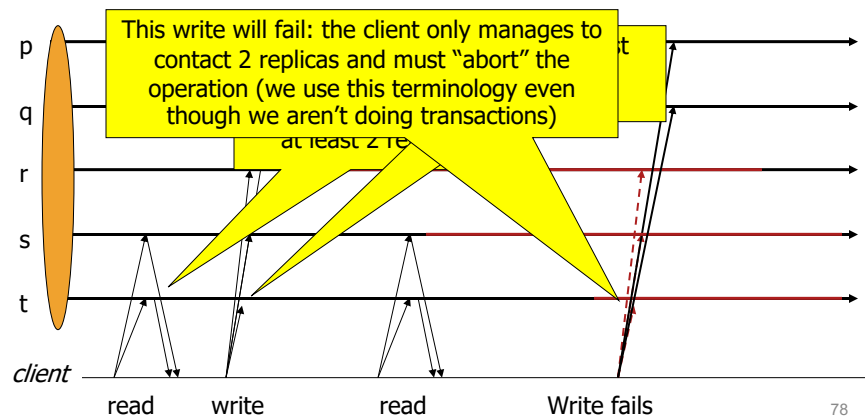 This write will fail: the client only manages to
contact 2 replicas and must “abort” the
operation (we use this terminology even
though we aren’t doing transactions)
st
at least 2 re
p
q
r
s
t
client
read write read Write fails
78